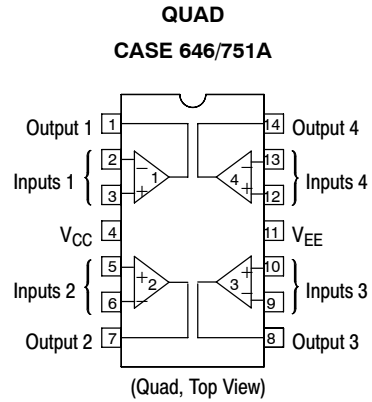 QUAD
CASE 646/751A
Output 1 1 14 Output 4
2 − 1 − 13
Inputs 1 4 Inputs 4
3 + + 12
VCC 4 11 VEE
5 + + 10
Inputs 2 2 3 Inputs 3
6 − − 9
Output 2 7 8 Output 3
(Quad, Top View)